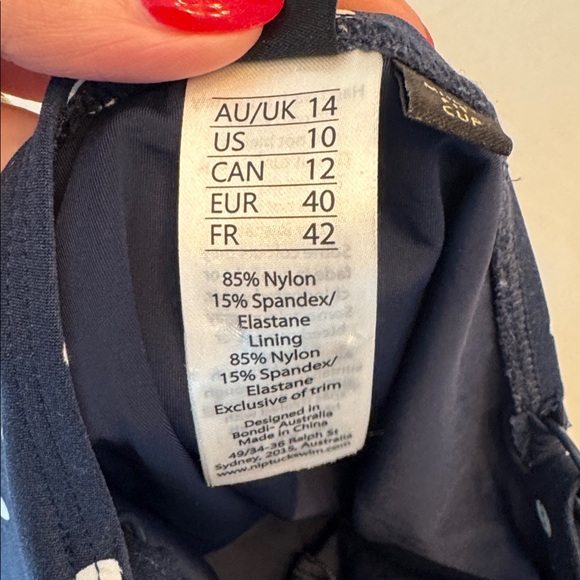 AU/UK 14
US 10
CAN 12
EUR 40
FR 42
85% Nylon
15% Spandex/
Elastane
Lining
85% Nylon
15% Spandex/
Elastane
Exclusive of trim
Designed in
Bondi- Australia
Made in China
49/34-36 Ralph St
Sydney, 2015, Australia
www.niptuckswim.com
CUP